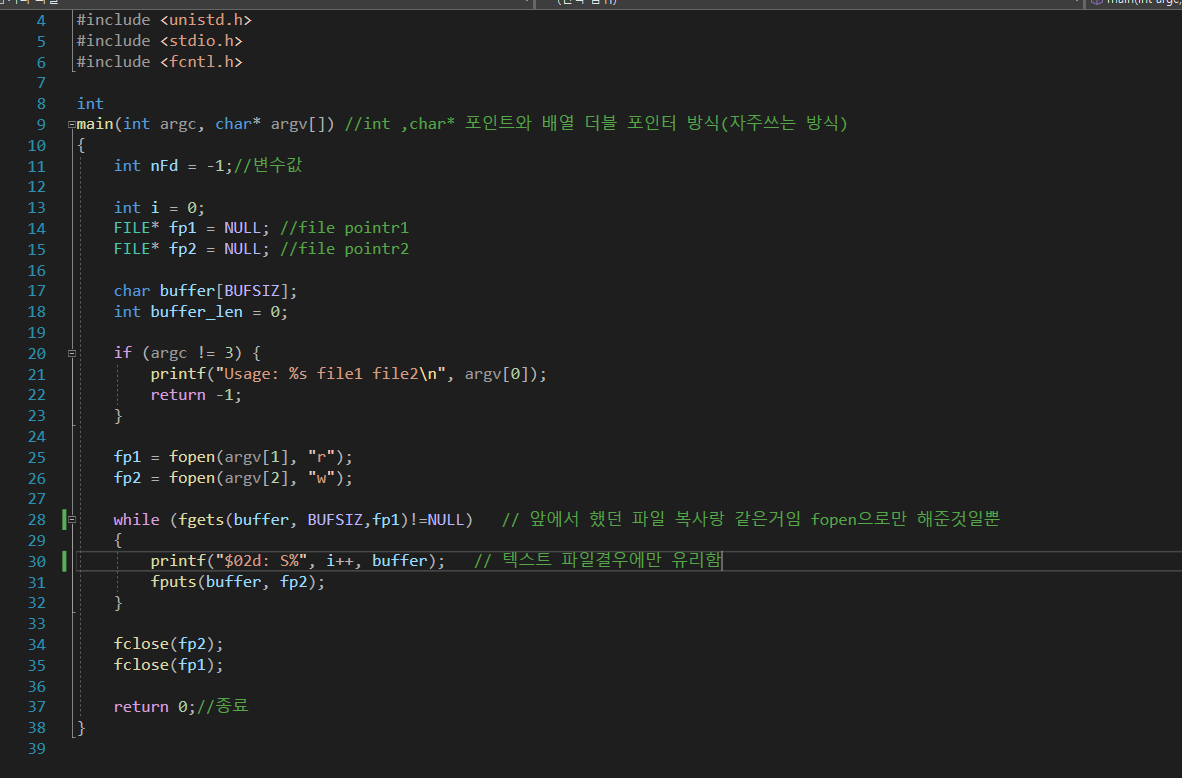 4 #include <unistd.h>
5 #include <stdio.h>
6 #include <fcntl.h>
7
8 int
9 main(int argc, char* argv[]) //int ,char* 포인트와 배열 더블 포인터 방식(자주쓰는 방식)
10 {
11 int nFd = -1;//변수값
12
13 int i = 0;
14 FILE* fp1 = NULL; //file pointr1
15 FILE* fp2 = NULL; //file pointr2
16
17 char buffer[BUFSIZ];
18 int buffer_len = 0;
19
20 if (argc != 3) {
21 printf("Usage: %s file1 file2\n", argv[0]);
22 return -1;
23 }
24
25 fp1 = fopen(argv[1], "r");
26 fp2 = fopen(argv[2], "w");
27
28 while (fgets(buffer, BUFSIZ,fp1)!=NULL) // 앞에서 했던 파일 복사랑 같은거임 fopen으로만 해준것일뿐
29 {
30 printf("$02d: S%", i++, buffer); // 텍스트 파일결우에만 유리함
31 fputs(buffer, fp2);
32 }
33
34 fclose(fp2);
35 fclose(fp1);
36
37 return 0;//종료
38 }
39